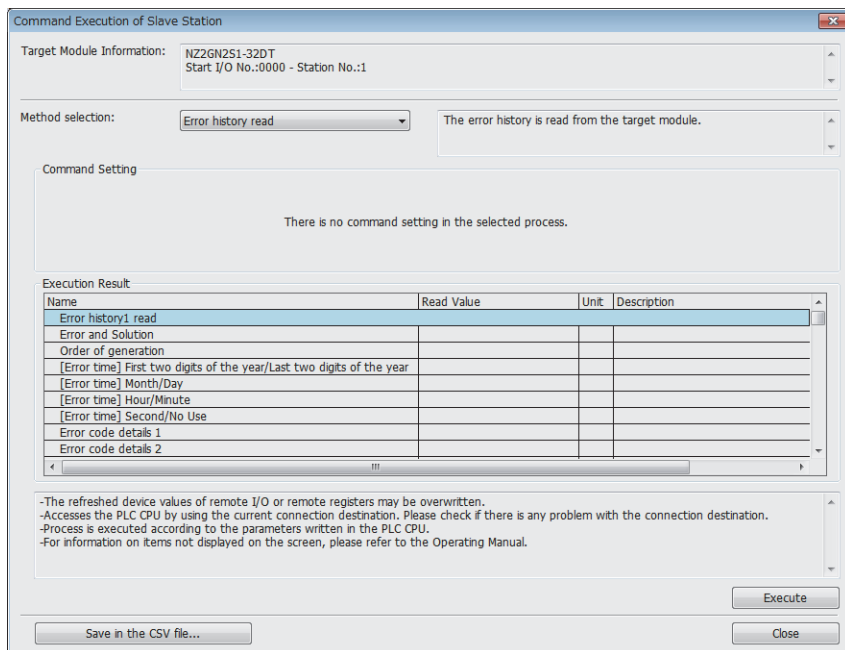 Command Execution of Slave Station
Target Module Information:
NZ2GN2S1-32DT
Start I/O No.:0000 - Station No.:1
Method selection:
Error history read
The error history is read from the target module.
Command Setting
There is no command setting in the selected process.
Execution Result
Name Read Value Unit Description
Error history1 read
Error and Solution
Order of generation
[Error time] First two digits of the year/Last two digits of the year
[Error time] Month/Day
[Error time] Hour/Minute
[Error time] Second/No Use
Error code details 1
Error code details 2
-The refreshed device values of remote I/O or remote registers may be overwritten.
-Accesses the PLC CPU by using the current connection destination. Please check if there is any problem with the connection destination.
-Process is executed according to the parameters written in the PLC CPU.
-For information on items not displayed on the screen, please refer to the Operating Manual.
Execute
Save in the CSV file...
Close